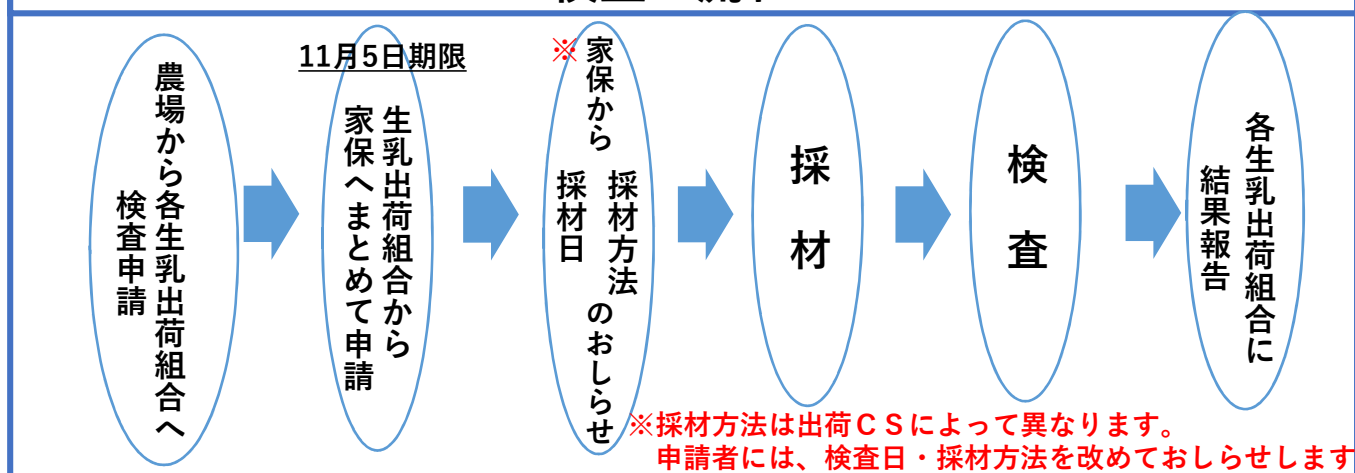 農場から各生乳出荷組合へ
検査申請
11月5日期限
生乳出荷組合から
家保へまとめて申請
※
家保から
採材方法
採材日
のおしらせ
採材
検査
各生乳出荷組合に
結果報告
※採材方法は出荷ＣＳによって異なります。
申請者には、検査日・採材方法を改めておしらせします